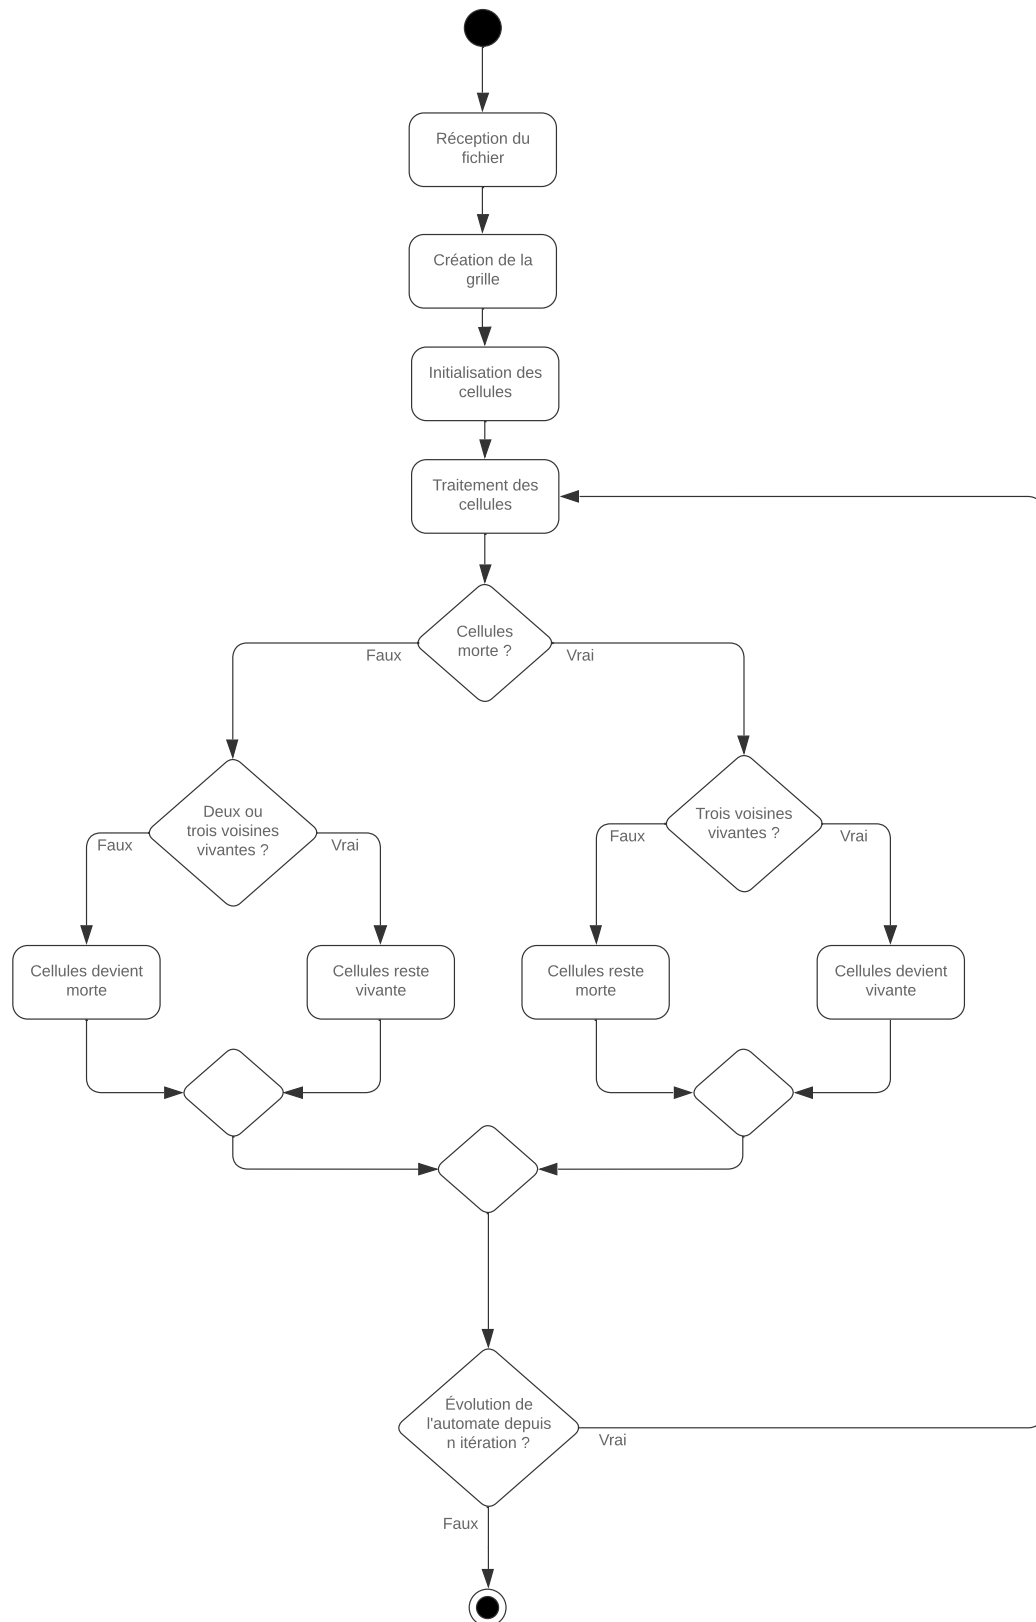 Réception du
fichier
Création de la
grille
Initialisation des
cellules
Traitement des
cellules
Cellules
morte ?
Faux
Vrai
Deux ou
trois voisines
vivantes ?
Faux
Vrai
Trois voisines
vivantes ?
Faux
Vrai
Cellules devient
morte
Cellules reste
vivante
Cellules reste
morte
Cellules devient
vivante
Évolution de
l'automate depuis
n itération ?
Vrai
Faux